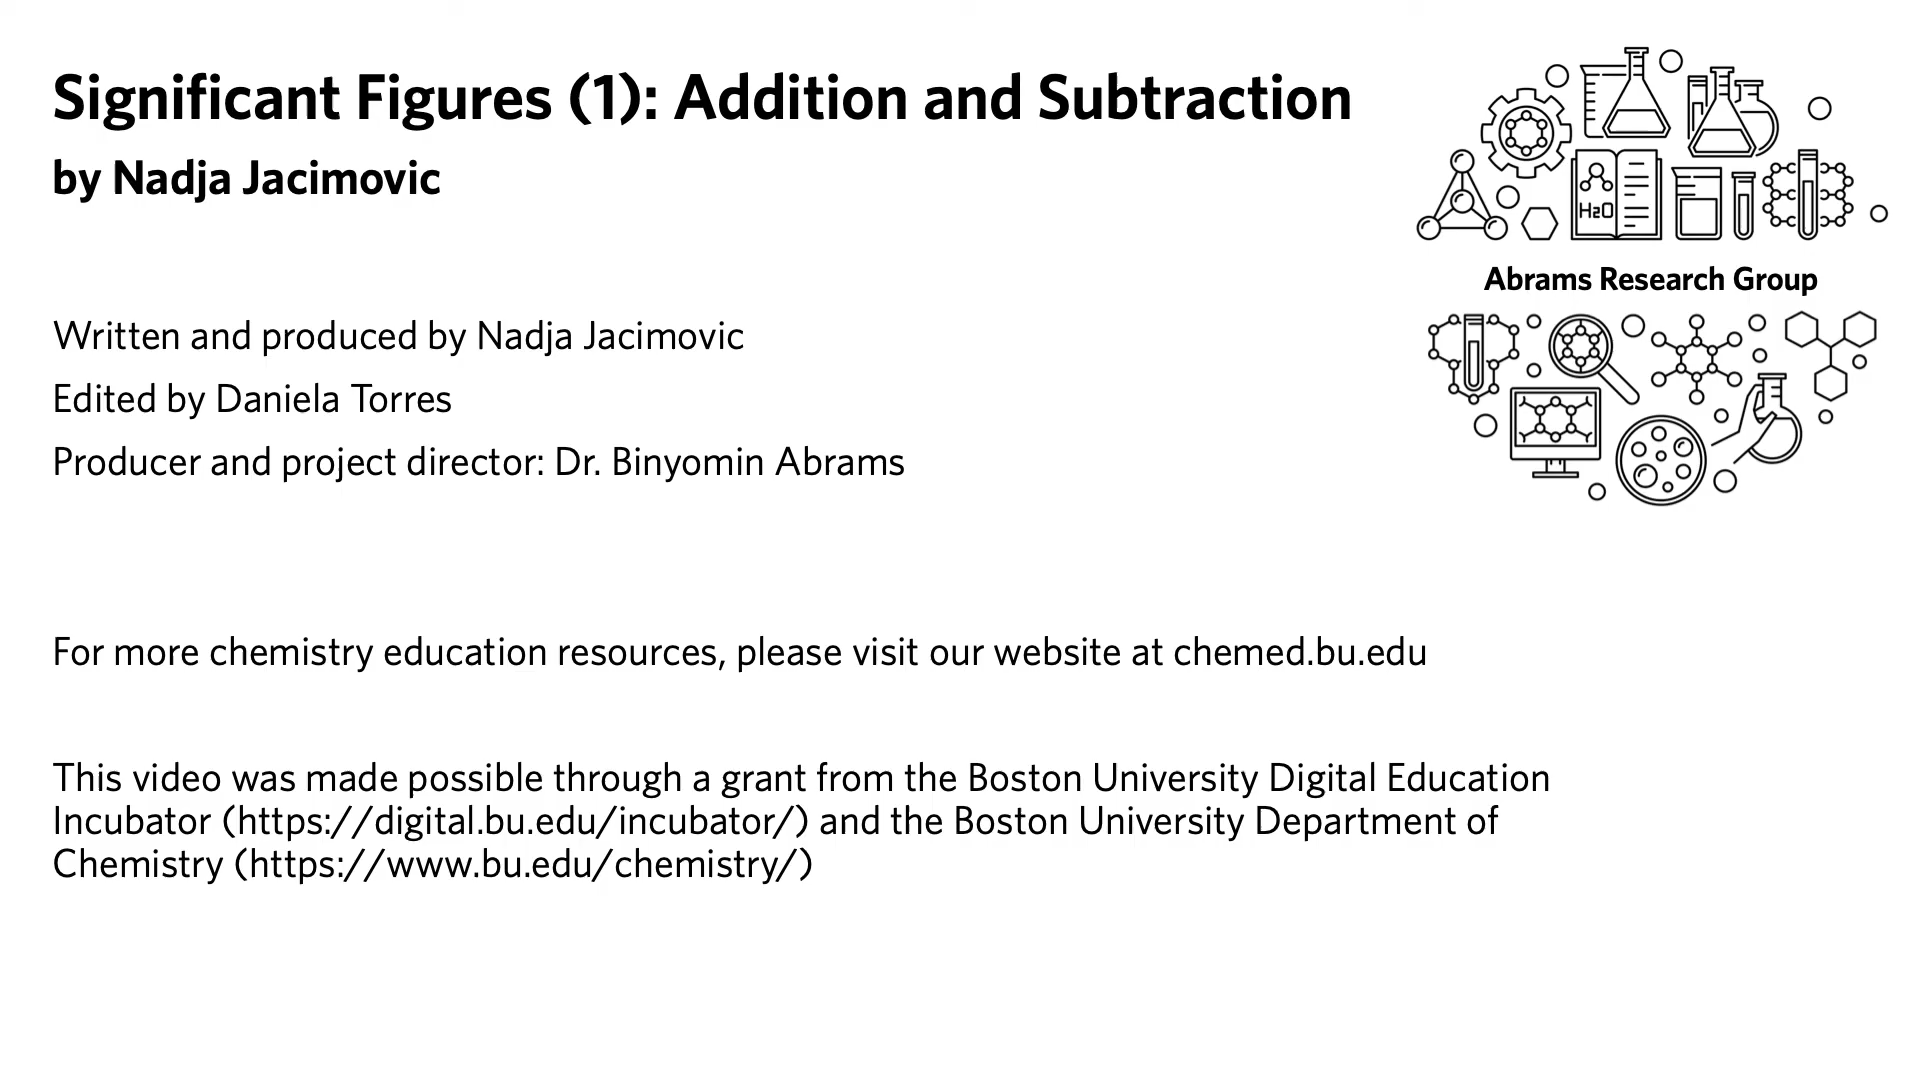 Significant Figures (1): Addition and Subtraction
by Nadja Jacimovic
H2O
Abrams Research Group
Written and produced by Nadja Jacimovic
Edited by Daniela Torres
Producer and project director: Dr. Binyomin Abrams
For more chemistry education resources, please visit our website at chemed.bu.edu
This video was made possible through a grant from the Boston University Digital Education
Incubator (https://digital.bu.edu/incubator/) and the Boston University Department of
Chemistry (https://www.bu.edu/chemistry/)